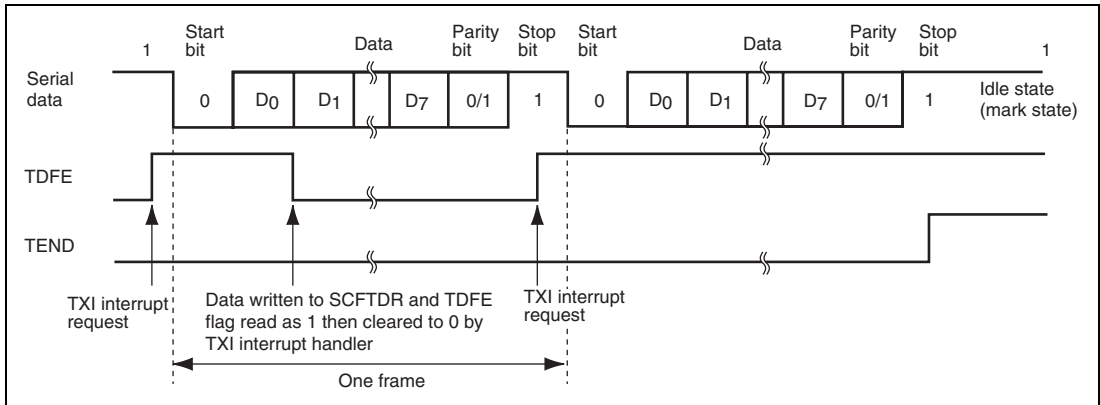 1 Start bit Data Parity bit Stop bit Start bit Data Parity bit Stop bit 1
Serial data 0 D0 D1 D7 0/1 1 0 D0 D1 D7 0/1 1 Idle state (mark state)
TDFE
TEND
TXI interrupt request
Data written to SCFTDR and TDFE
flag read as 1 then cleared to 0 by
TXI interrupt handler
TXI interrupt request
One frame